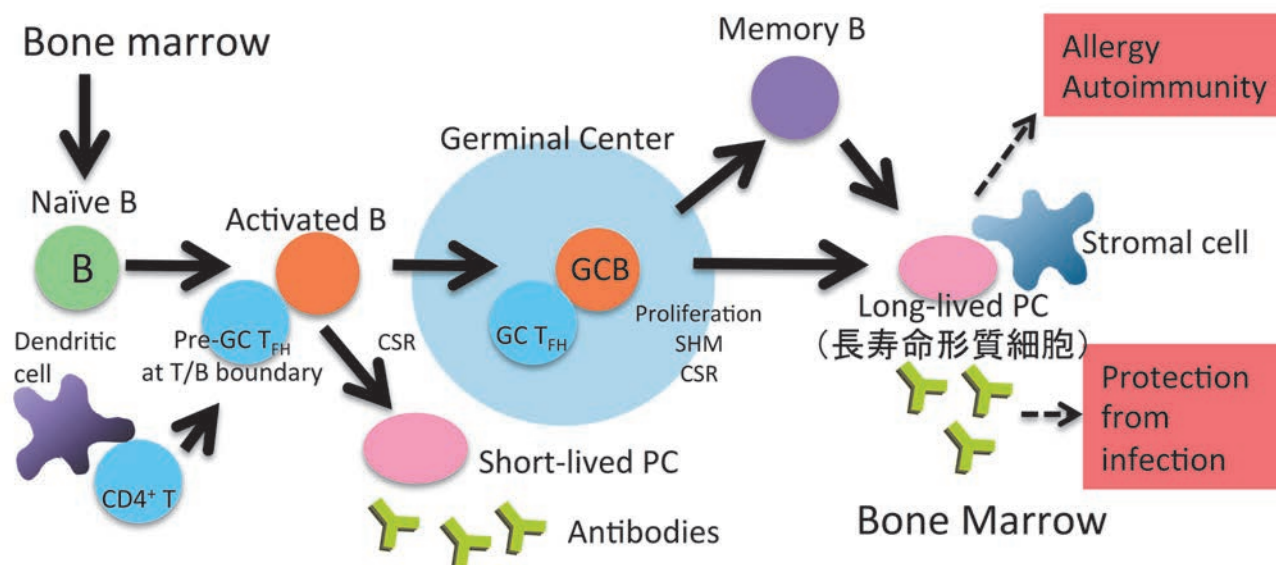 Bone marrow
Naïve B
B
Dendritic
cell
CD4⁺ T
Activated B
Pre-GC T_FH
at T/B boundary
CSR
Short-lived PC
Antibodies
Germinal Center
GCB
GC T_FH
Proliferation
SHM
CSR
Memory B
Allergy
Autoimmunity
Stromal cell
Long-lived PC
（長寿命形質細胞）
Protection
from
infection
Bone Marrow